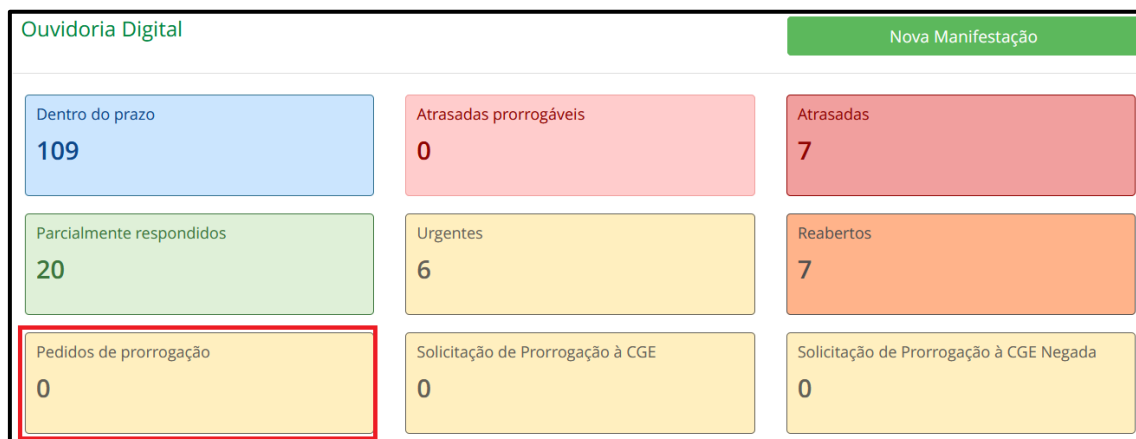 Ouvidoria Digital
Nova Manifestação
Dentro do prazo
109
Atrasadas prorrogáveis
0
Atrasadas
7
Parcialmente respondidos
20
Urgentes
6
Reabertos
7
Pedidos de prorrogação
0
Solicitação de Prorrogação à CGE
0
Solicitação de Prorrogação à CGE Negada
0